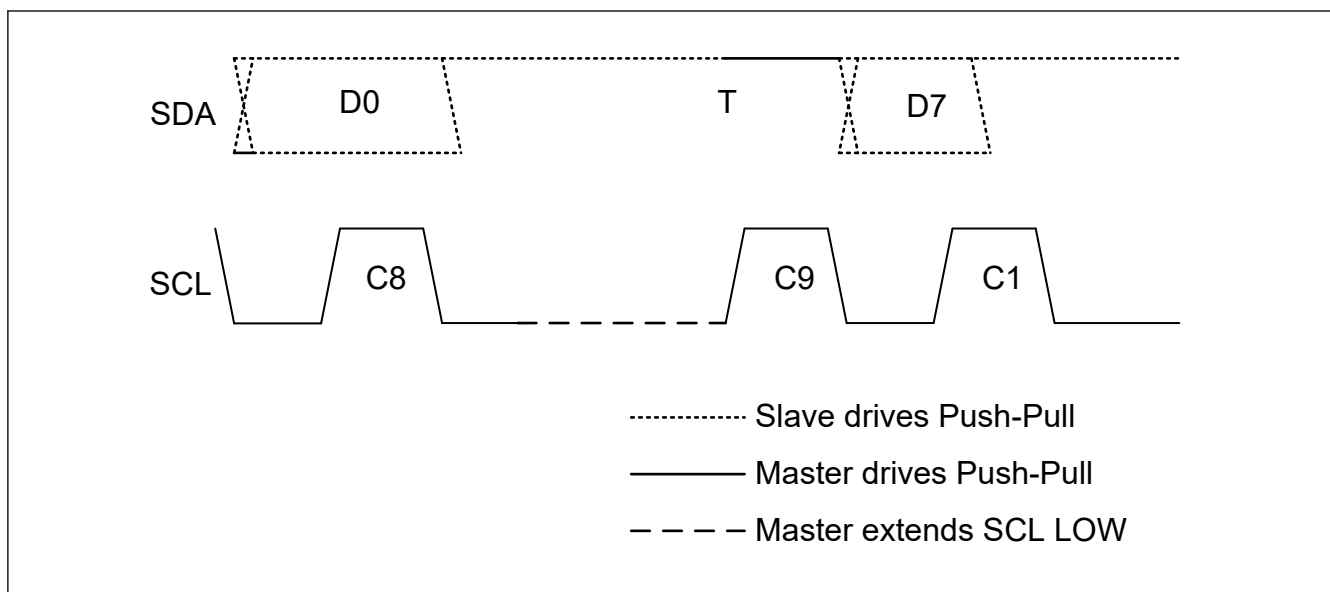 SDA D0 T D7
SCL C8 C9 C1
Slave drives Push-Pull
Master drives Push-Pull
Master extends SCL LOW